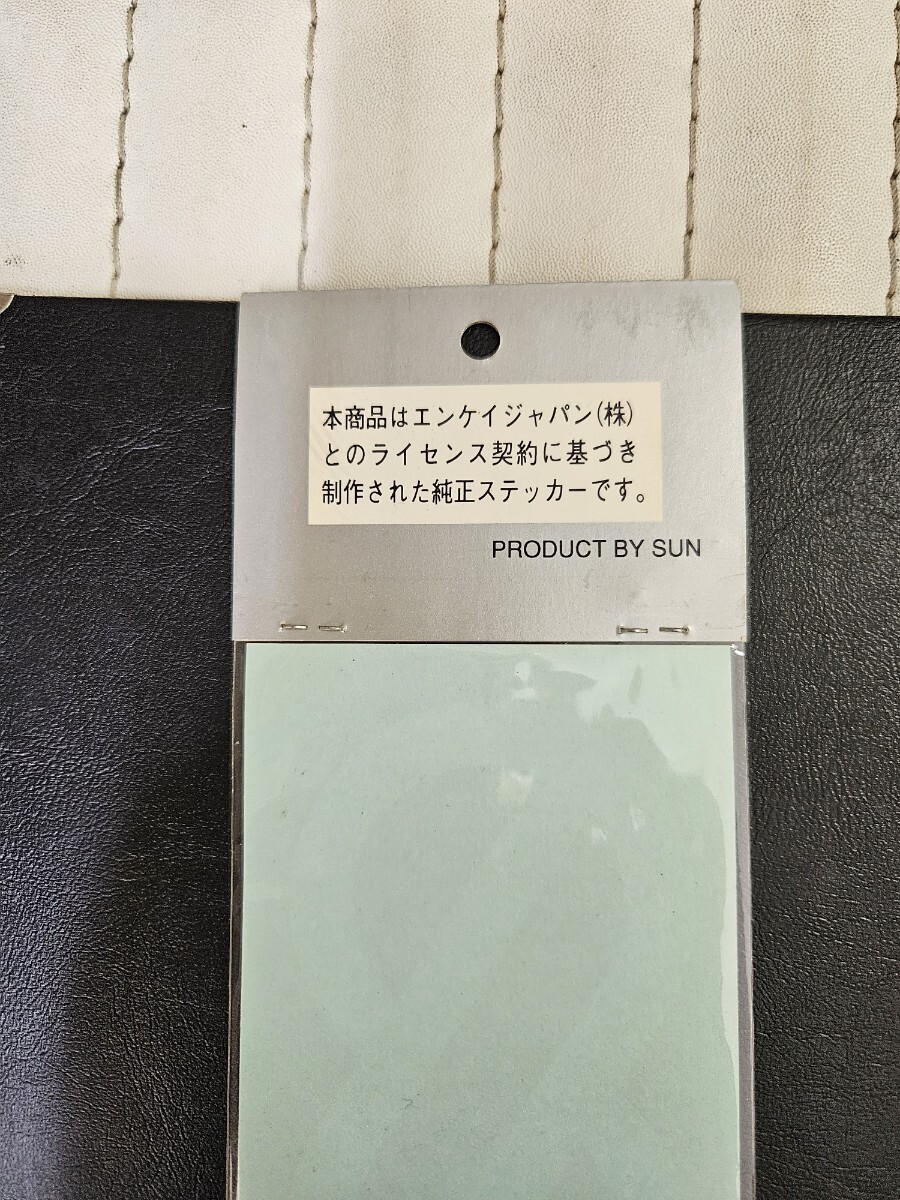 本商品はエンケイジャパン(株)
とのライセンス契約に基づき
制作された純正ステッカーです。
PRODUCT BY SUN